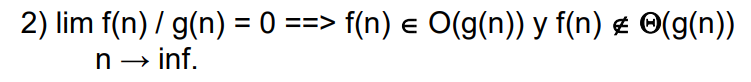 2) lim f(n) / g(n) = 0 ==> f(n) ∊ O(g(n)) y f(n) ∉ Θ(g(n))
n → inf.